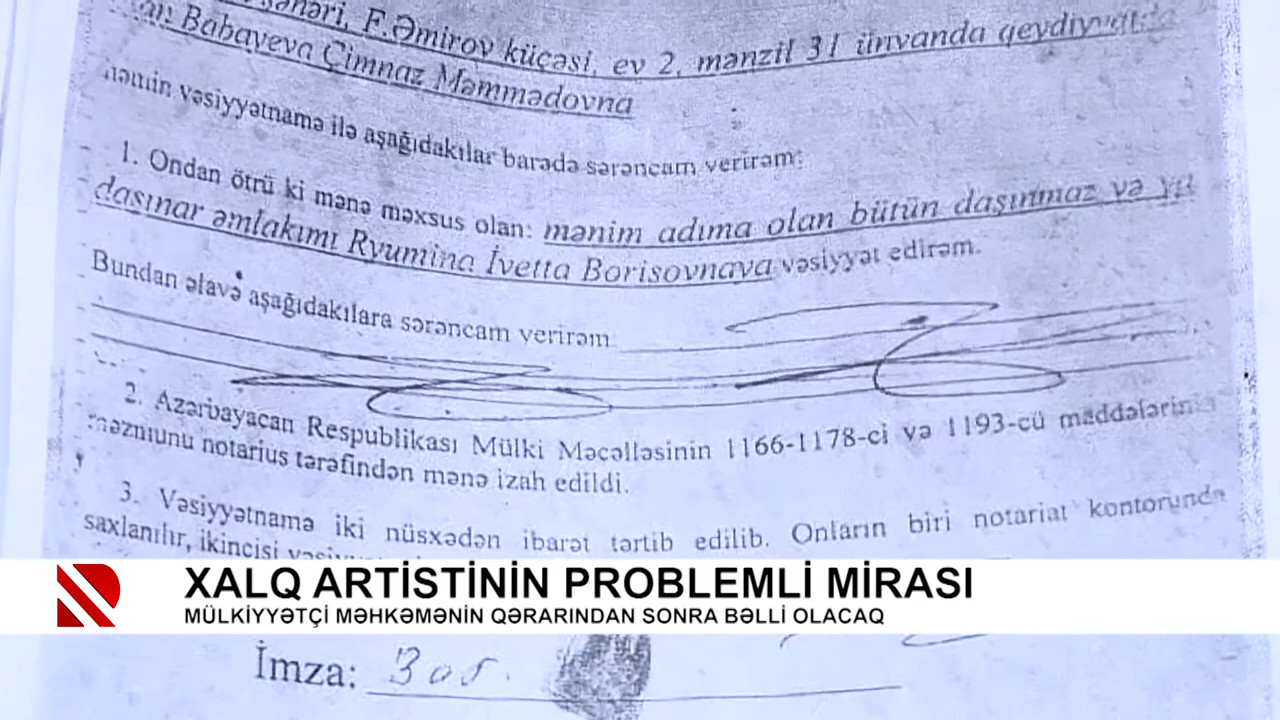 şəhəri, F.Əmirov küçəsi, ev 2, mənzil 31 ünvanda qeydiyyatda
Babayeva Çimnaz Məmmədovna
həmin vəsiyyətnamə ilə aşağıdakılar barədə sərəncam verirəm:
1. Ondan ötrü ki mənə məxsus olan: mənim adıma olan bütün daşınmaz və
daşınar əmlakımı Ryumina İvetta Borisovnaya vəsiyyət edirəm.
Bundan əlavə aşağıdakılara sərəncam verirəm
2. Azərbayacan Respublikası Mülki Məcəlləsinin 1166-1178-ci və 1193-cü maddələrinin
məzmunu notarius tərəfindən mənə izah edildi.
3. Vəsiyyətnamə iki nüsxədən ibarət tərtib edilib. Onların biri notariat kontorunda
saxlanılır, ikincisi
XALQ ARTİSTİNİN PROBLEMLİ MİRASI
MÜLKİYYƏTÇİ MƏHKƏMƏNİN QƏRARINDAN SONRA BƏLLİ OLACAQ
İmza: